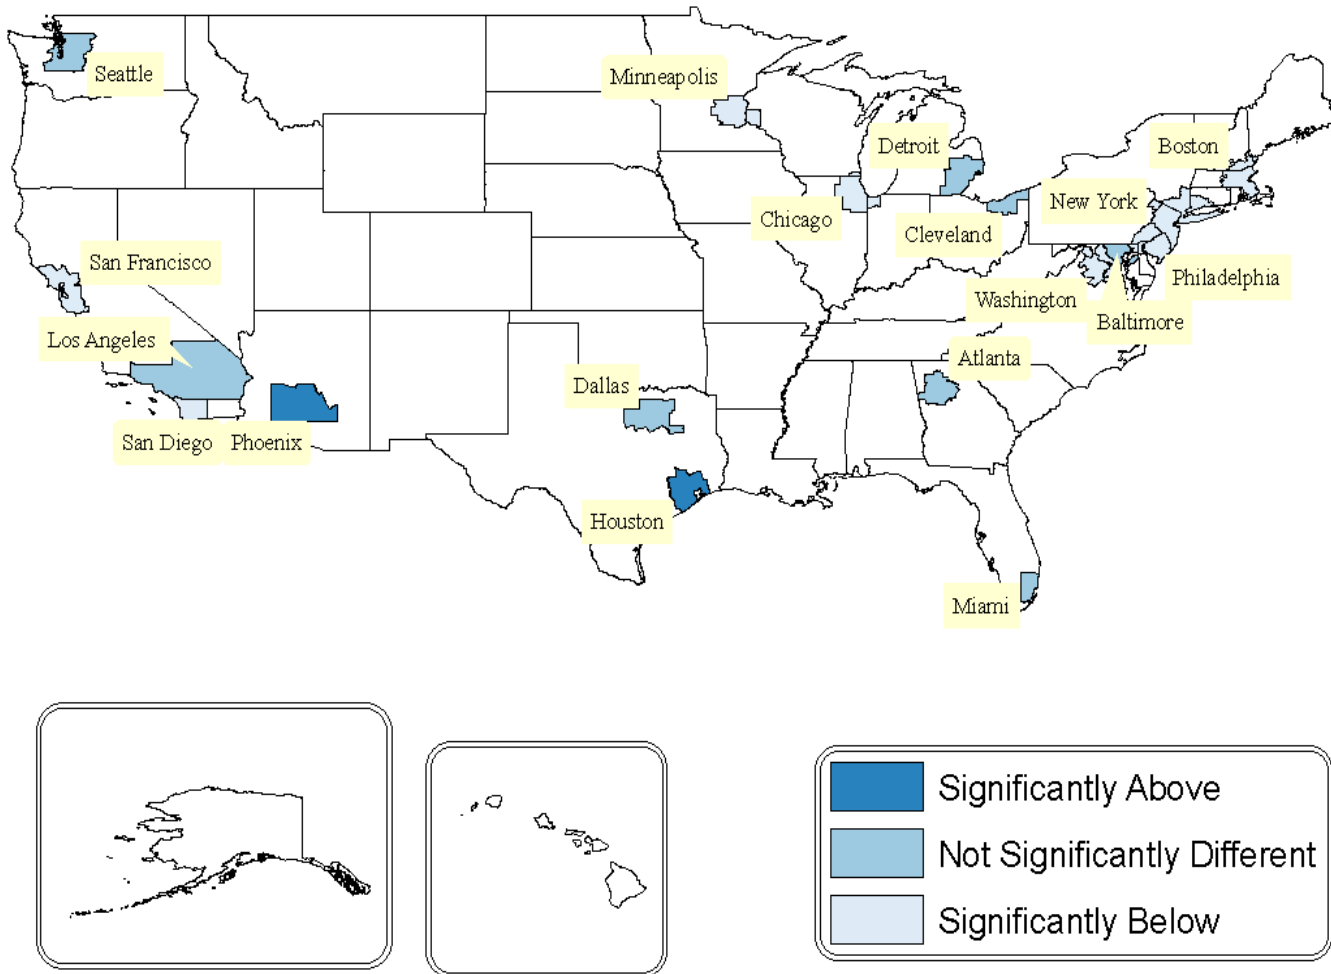 Seattle
Minneapolis
Detroit
Boston
New York
Chicago
Cleveland
San Francisco
Philadelphia
Washington
Baltimore
Los Angeles
Atlanta
Dallas
San Diego
Phoenix
Houston
Miami
Significantly Above
Not Significantly Different
Significantly Below